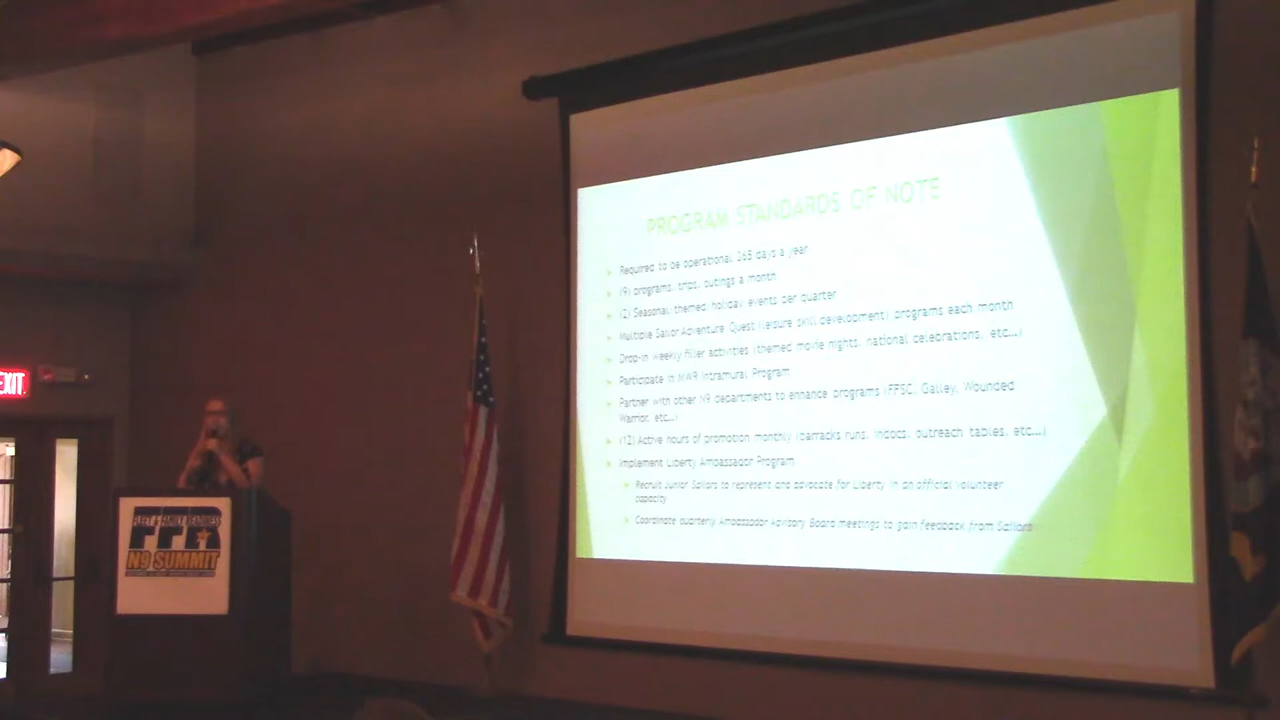 PROGRAM STANDARDS OF NOTE
Required to be operational 365 days a year
(9) programs, trips, outings a month
(2) Seasonal, themed, holiday events per quarter
Multiple Sailor Adventure Quest (leisure skill development) programs each month
Drop-in weekly filler activities (themed movie nights, national celebrations, etc...)
Participate in MWR Intramural Program
Partner with other N9 departments to enhance programs (FFSC, Galley, Wounded
Warrior, etc...)
(12) Active hours of promotion monthly (barracks runs, indocs, outreach tables, etc...)
Implement Liberty Ambassador Program
Recruit Junior Sailors to represent and advocate for Liberty in an official volunteer
capacity
Coordinate quarterly Ambassador Advisory Board meetings to gain feedback from Sailors
EXIT
FLEET & FAMILY READINESS
FFR
N9 SUMMIT